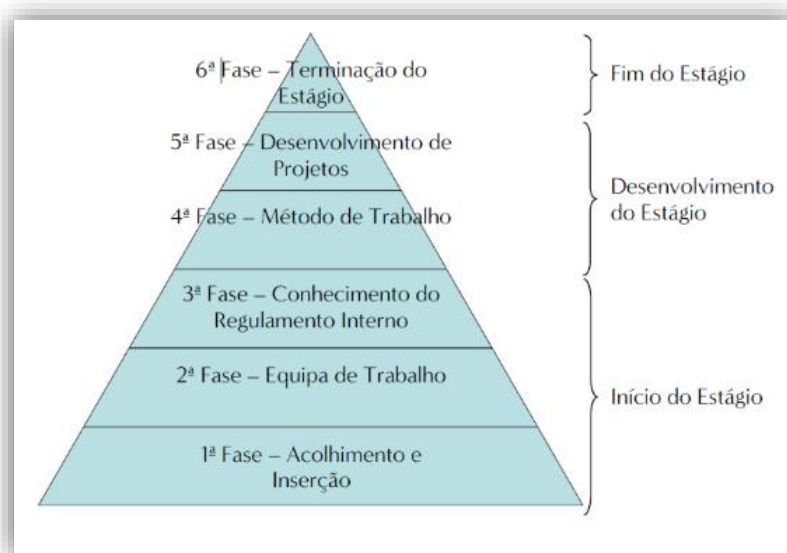 6ª Fase – Terminação do
Estágio
Fim do Estágio
5ª Fase – Desenvolvimento de
Projetos
4ª Fase – Método de Trabalho
Desenvolvimento
do Estágio
3ª Fase – Conhecimento do
Regulamento Interno
2ª Fase – Equipa de Trabalho
1ª Fase – Acolhimento e
Inserção
Início do Estágio